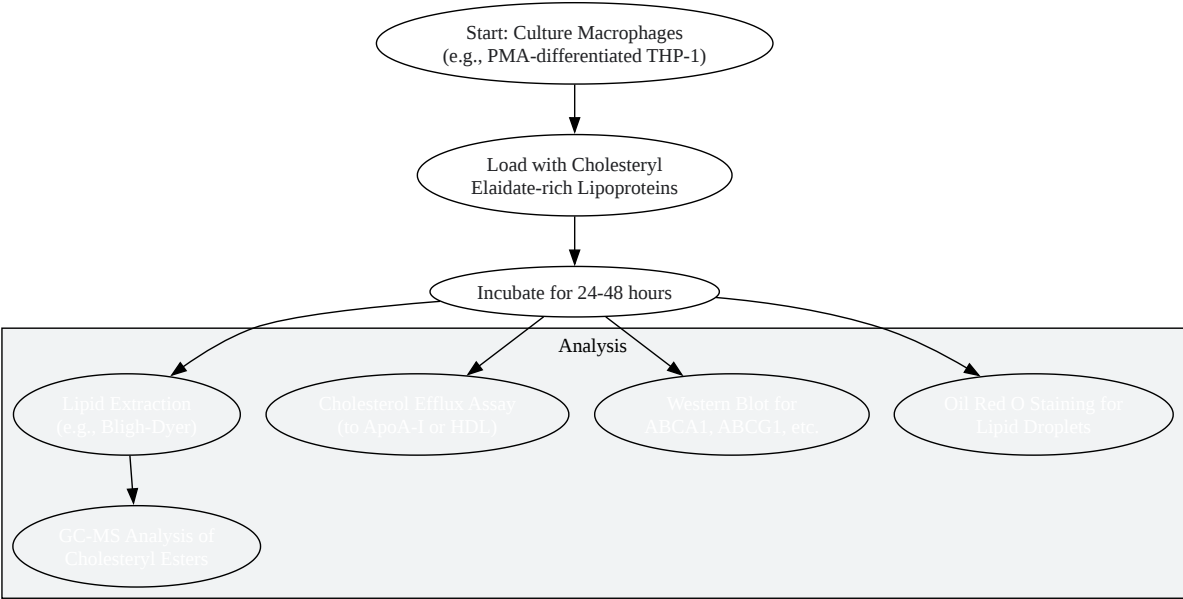 Start: Culture Macrophages
(e.g., PMA-differentiated THP-1)
Load with Cholesteryl
Elaidate-rich Lipoproteins
Incubate for 24-48 hours
Analysis
Lipid Extraction
(e.g., Bligh-Dyer)
Cholesterol Efflux Assay
(to ApoA-I or HDL)
Western Blot for
ABCA1, ABCG1, etc.
Oil Red O Staining for
Lipid Droplets
GC-MS Analysis of
Cholesteryl Esters